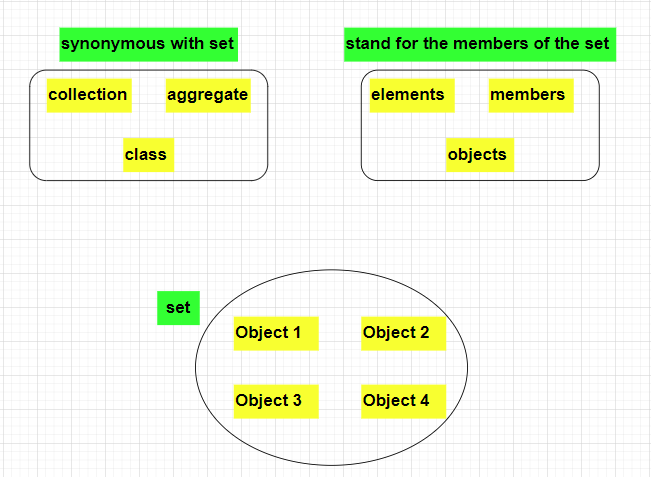 synonymous with set
stand for the members of the set
collection
aggregate
class
elements
members
objects
set
Object 1
Object 2
Object 3
Object 4